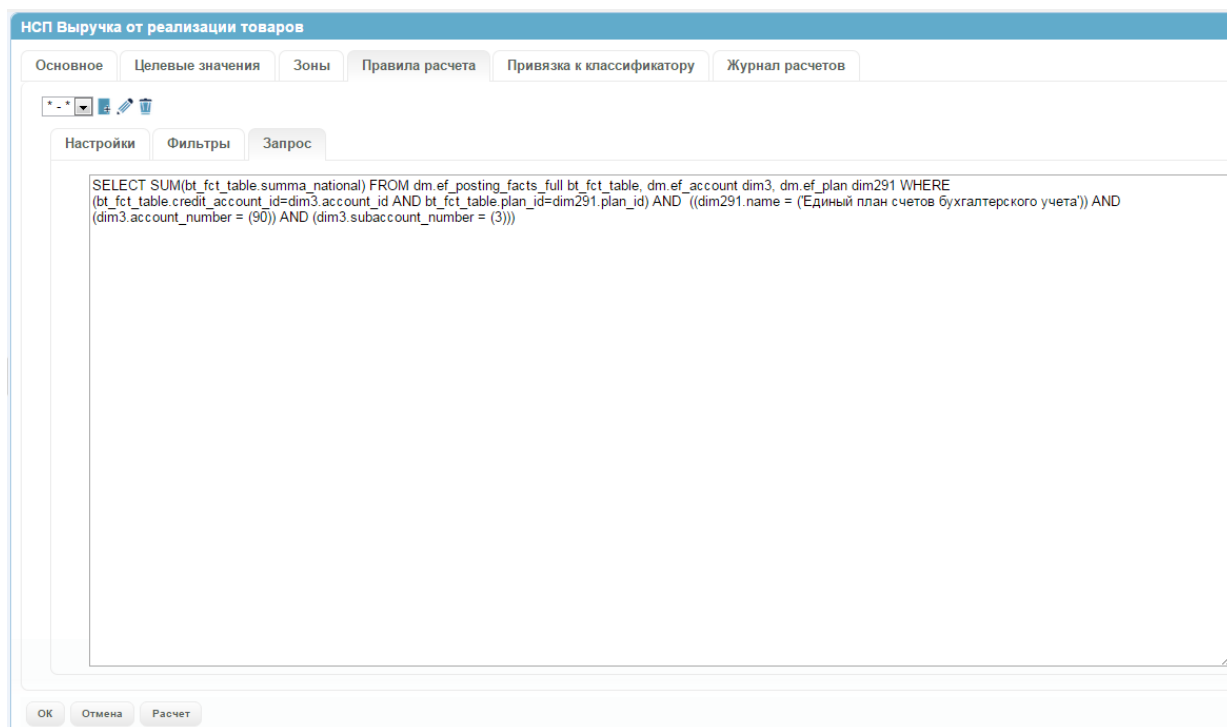 НСП Выручка от реализации товаров
Основное Целевые значения Зоны Правила расчета Привязка к классификатору Журнал расчетов
* - *
Настройки Фильтры Запрос
SELECT SUM(bt_fct_table.summa_national) FROM dm.ef_posting_facts_full bt_fct_table, dm.ef_account dim3, dm.ef_plan dim291 WHERE
(bt_fct_table.credit_account_id=dim3.account_id AND bt_fct_table.plan_id=dim291.plan_id) AND  ((dim291.name = ('Единый план счетов бухгалтерского учета')) AND
(dim3.account_number = (90)) AND (dim3.subaccount_number = (3)))
ОК Отмена Расчет